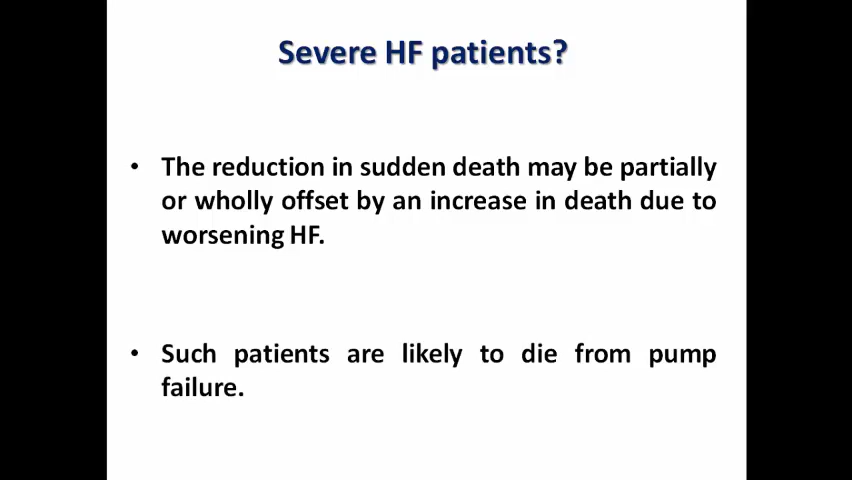 Severe HF patients?
• The reduction in sudden death may be partially
or wholly offset by an increase in death due to
worsening HF.
• Such patients are likely to die from pump
failure.